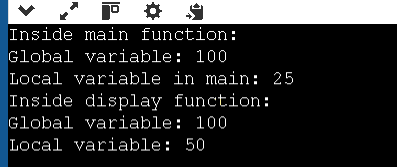 Inside main function:
Global variable: 100
Local variable in main: 25
Inside display function:
Global variable: 100
Local variable: 50